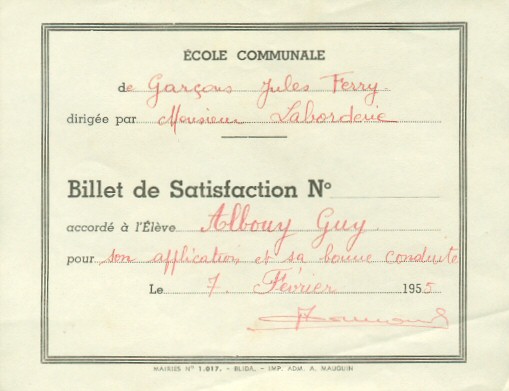 ÉCOLE COMMUNALE
de Garçons Jules Ferry
dirigée par Monsieur Laborderie
Billet de Satisfaction N°
accordé à l'Élève Albouy Guy
pour son application et sa bonne conduite
Le 7 Février 1955
MAIRIES N° 1.017. - BLIDA. - IMP. ADM. A. MAUGUIN